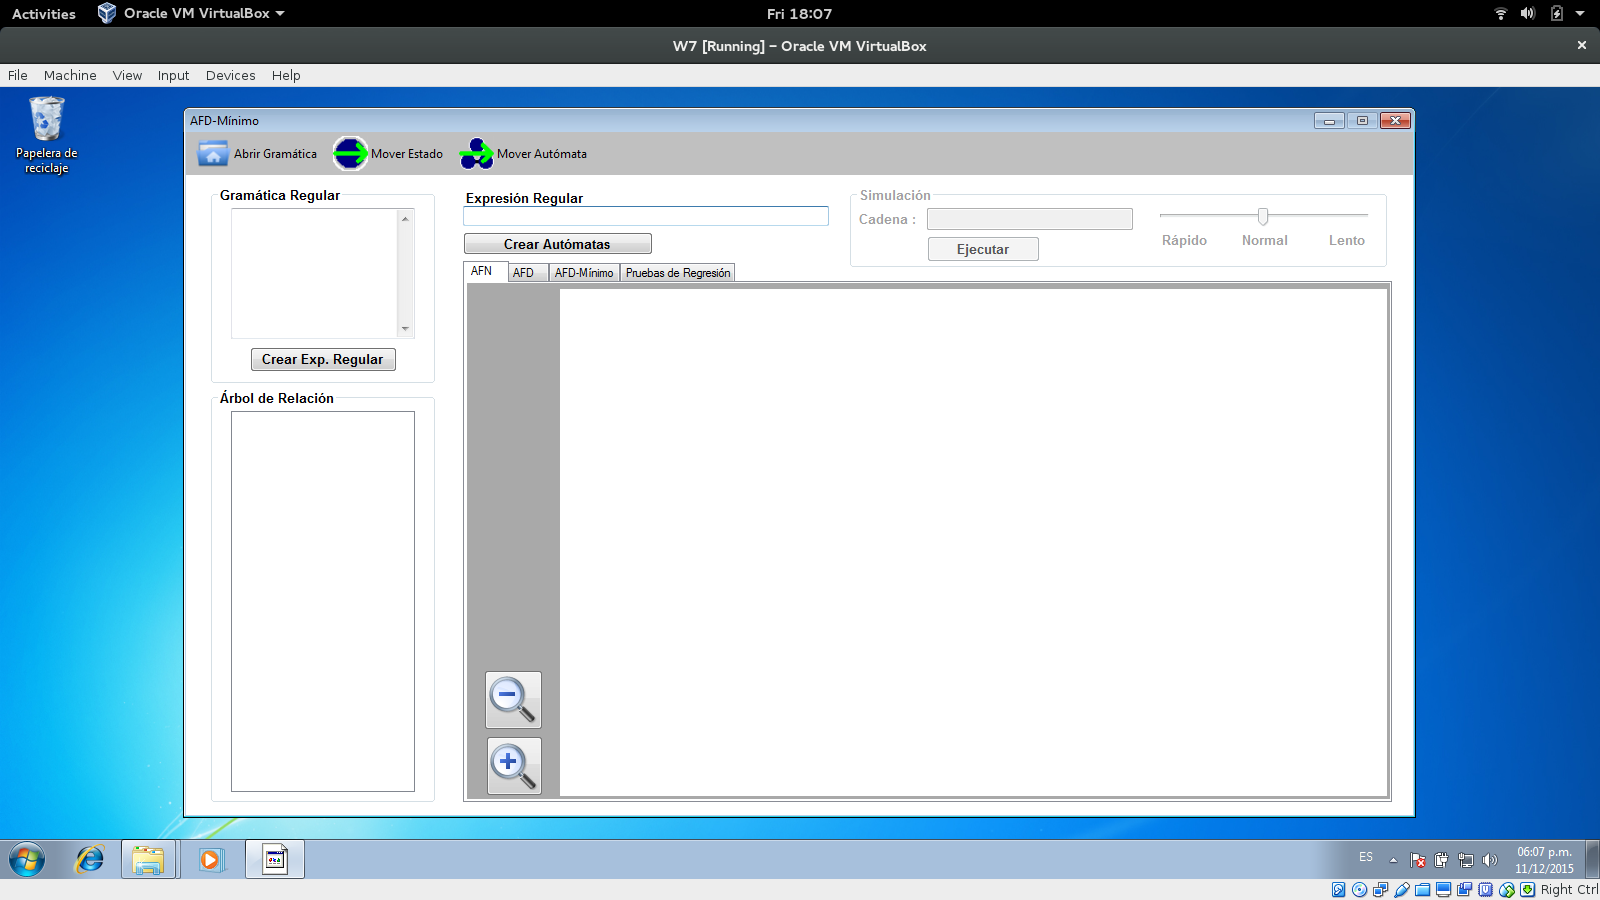 Activities Oracle VM VirtualBox Fri 18:07
W7 [Running] - Oracle VM VirtualBox
File Machine View Input Devices Help
Papelera de
reciclaje
AFD-Mínimo
Abrir Gramática Mover Estado Mover Autómata
Gramática Regular
Crear Exp. Regular
Árbol de Relación
Expresión Regular
Crear Autómatas
Simulación
Cadena :
Ejecutar
Rápido Normal Lento
AFN AFD AFD-Mínimo Pruebas de Regresión
ES
06:07 p.m.
11/12/2015
Right Ctrl